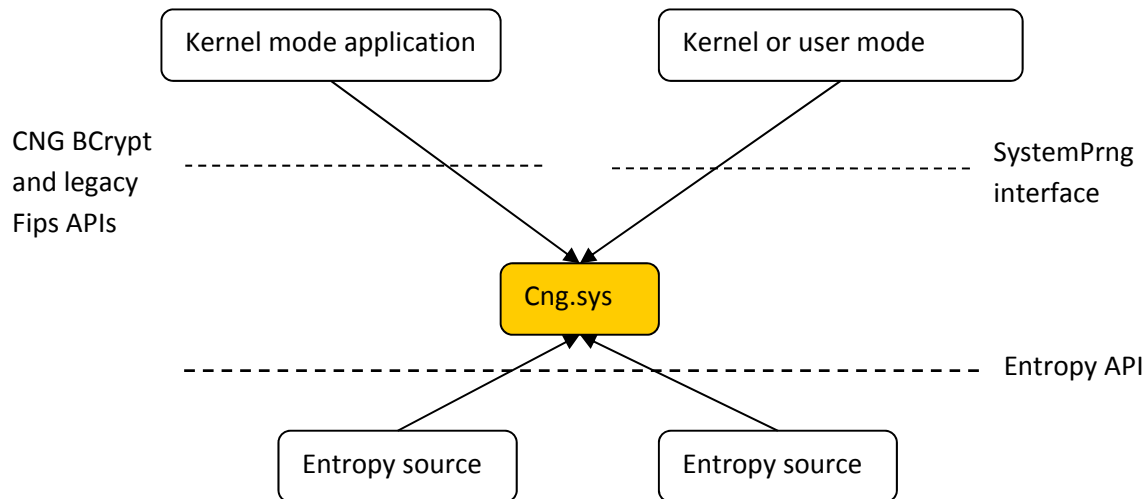 Kernel mode application
Kernel or user mode
CNG BCrypt
and legacy
Fips APIs
SystemPrng
interface
Cng.sys
Entropy API
Entropy source
Entropy source